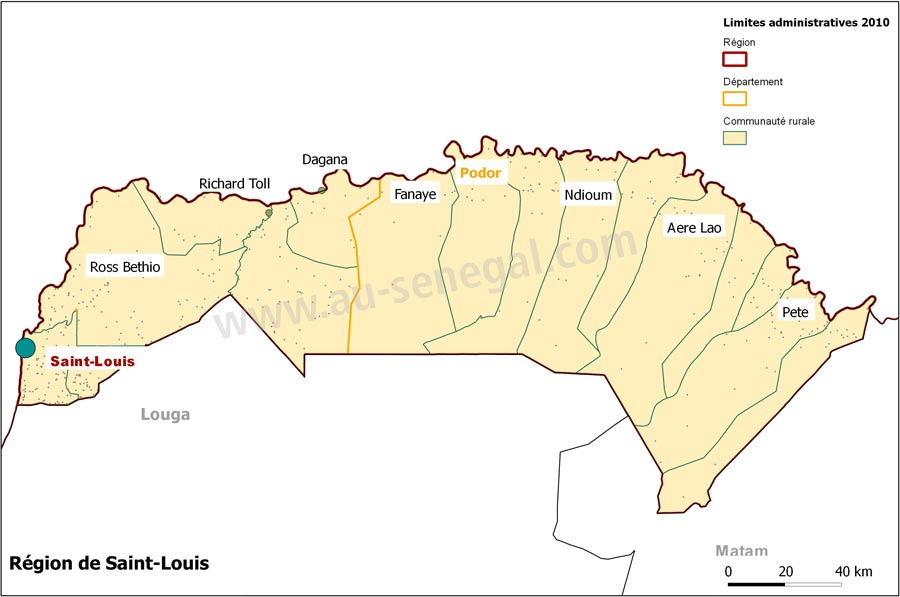 Limites administratives 2010
Région
Département
Communauté rurale
Dagana
Richard Toll
Podor
Fanaye
Ndioum
Aere Lao
Ross Bethio
www.au-senegal.com
Pete
Saint-Louis
Louga
Matam
Région de Saint-Louis
0 20 40 km